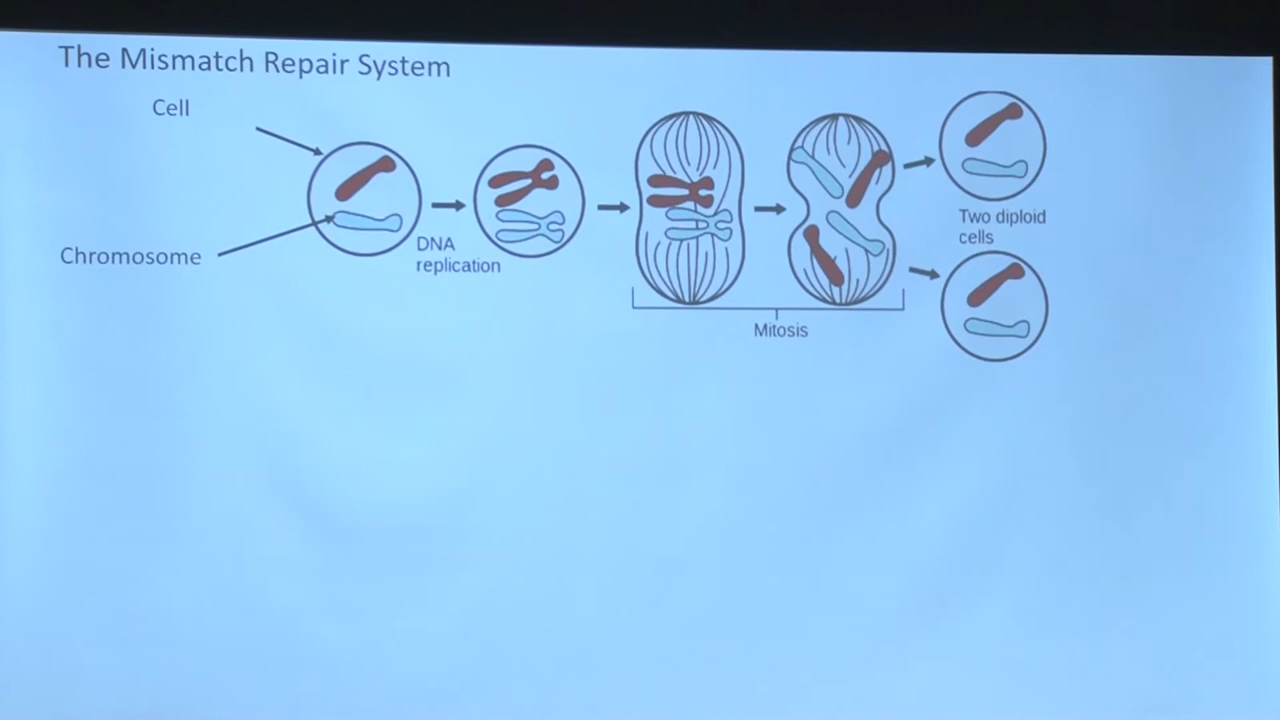 The Mismatch Repair System
Cell
Chromosome
DNA
replication
Mitosis
Two diploid
cells